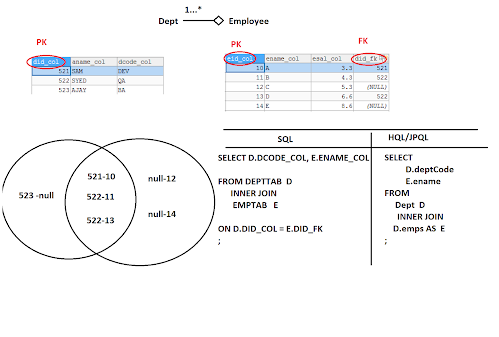 1...*
Dept Employee
PK
PK
FK
did_col aname_col dcode_col
521 SAM DEV
522 SYED QA
523 AJAY BA
eid_col ename_col esal_col did_fk
10 A 3.3 521
11 B 4.3 522
12 C 5.3 (NULL)
13 D 6.6 522
14 E 8.6 (NULL)
523 -null
521-10
522-11
522-13
null-12
null-14
SQL
HQL/JPQL
SELECT D.DCODE_COL, E.ENAME_COL
FROM DEPTTAB D
INNER JOIN
EMPTAB E
ON D.DID_COL = E.DID_FK
;
SELECT
D.deptCode
E.ename
FROM
Dept D
INNER JOIN
D.emps AS E
;